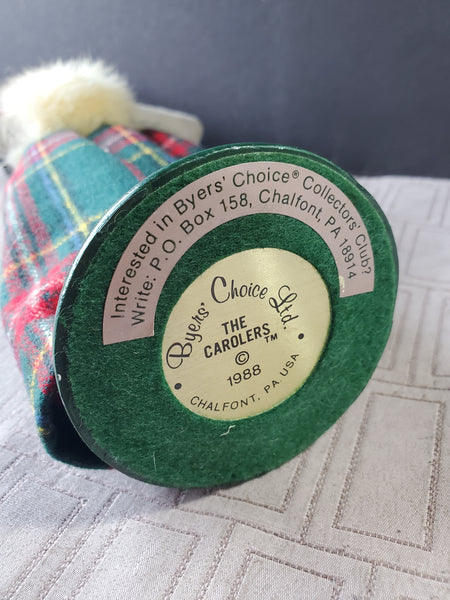 Interested in Byers' Choice® Collectors' Club?
Write: P.O. Box 158, Chalfont, PA 18914
Byers' Choice Ltd.
THE
CAROLERS™
©
1988
CHALFONT, PA. USA